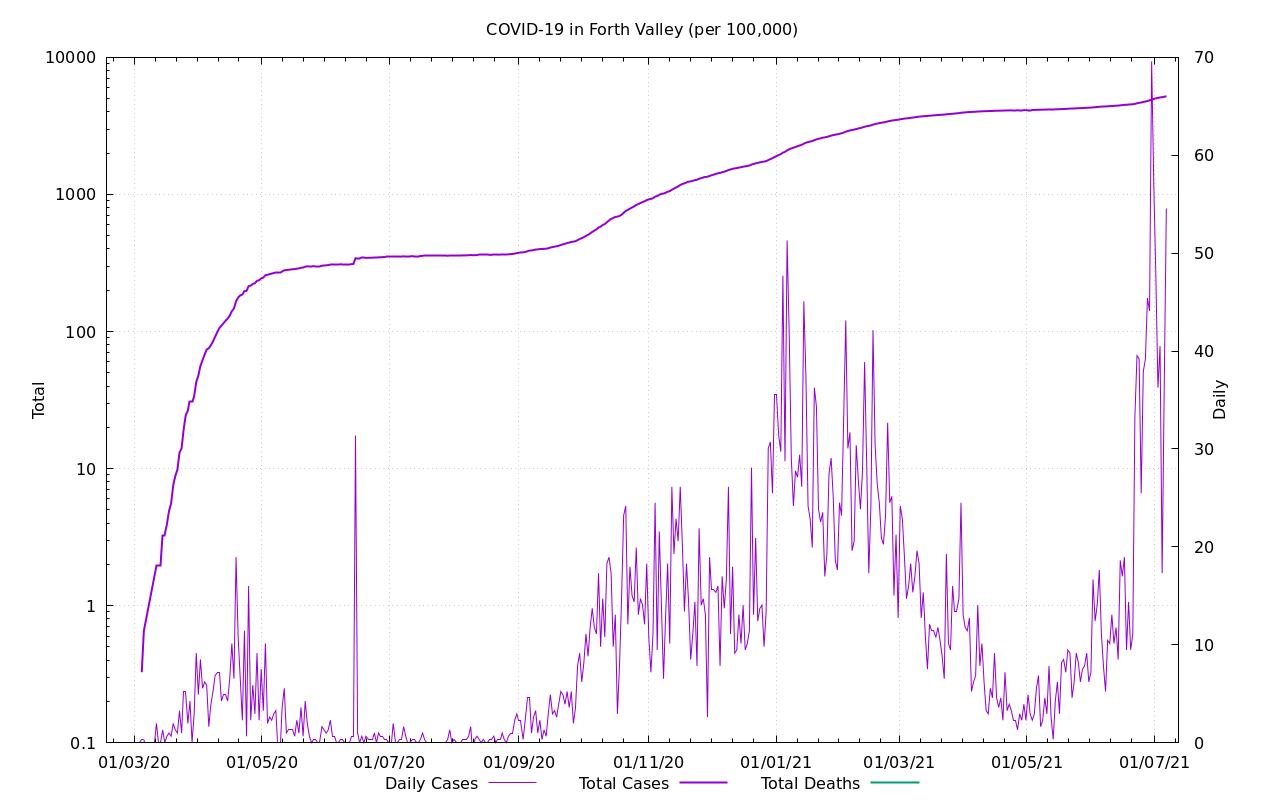 COVID-19 in Forth Valley (per 100,000)
10000
1000
100
10
1
0.1
Total
70
60
50
40
30
20
10
0
Daily
01/03/20 01/05/20 01/07/20 01/09/20 01/11/20 01/01/21 01/03/21 01/05/21 01/07/21
Daily Cases Total Cases Total Deaths